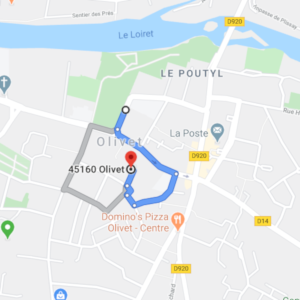 Sentier des Prés
D920
Le Loiret
LE POUTYL
D920
Rue H
La Poste
Olivet
D920
45160 Olivet
D14
Domino's Pizza
Olivet - Centre
D920